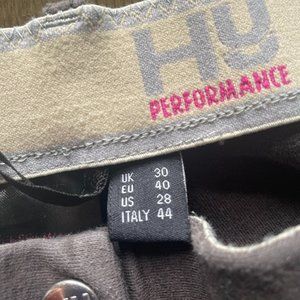 Hy
PERFORMANCE
UK 30
EU 40
US 28
ITALY 44